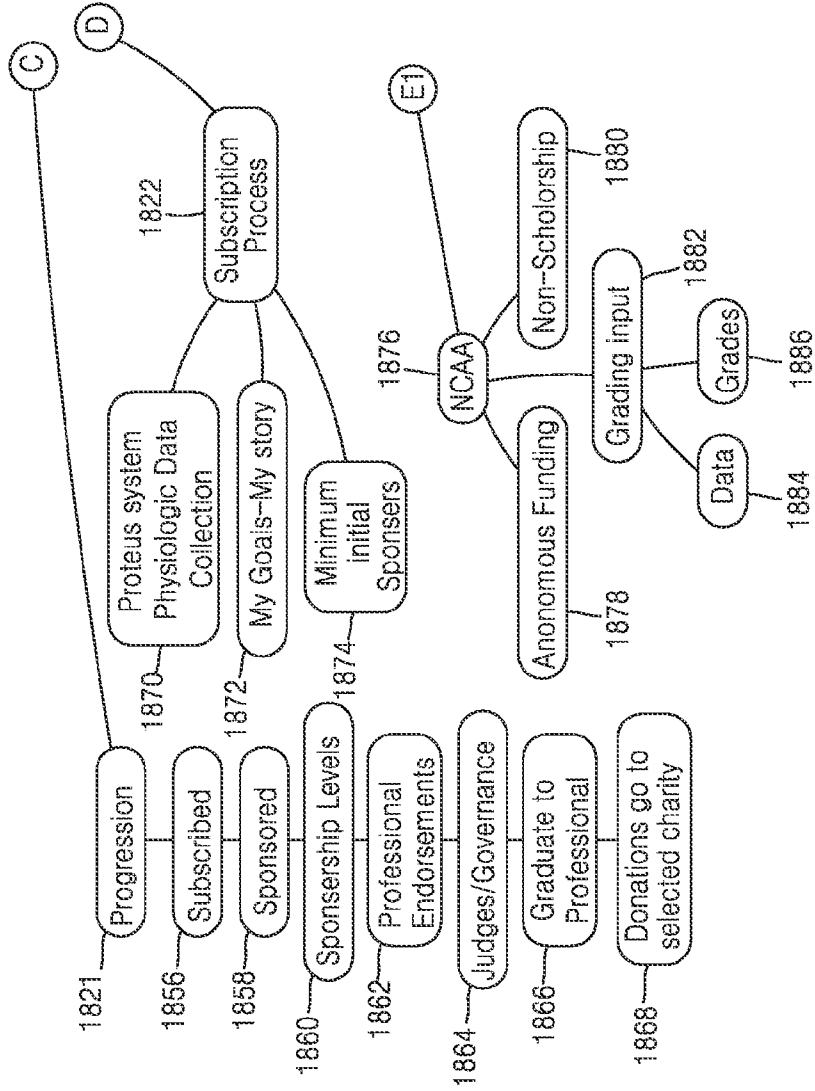 C
D
1821
Progression
1856
Subscribed
1858
Sponsored
1860
Sponsership Levels
1862
Professional
Endorsements
1864
Judges/Governance
1866
Graduate to
Professional
1868
Donations go to
selected charity
1822
Subscription
Process
1870
Proteus system
Physiologic Data
Collection
1872
My Goals-My story
1874
Minimum
initial
Sponsers
E1
1876
NCAA
1878
Anonomous Funding
Non-Scholorship
1880
Grading input
1882
Data
1884
Grades
1886